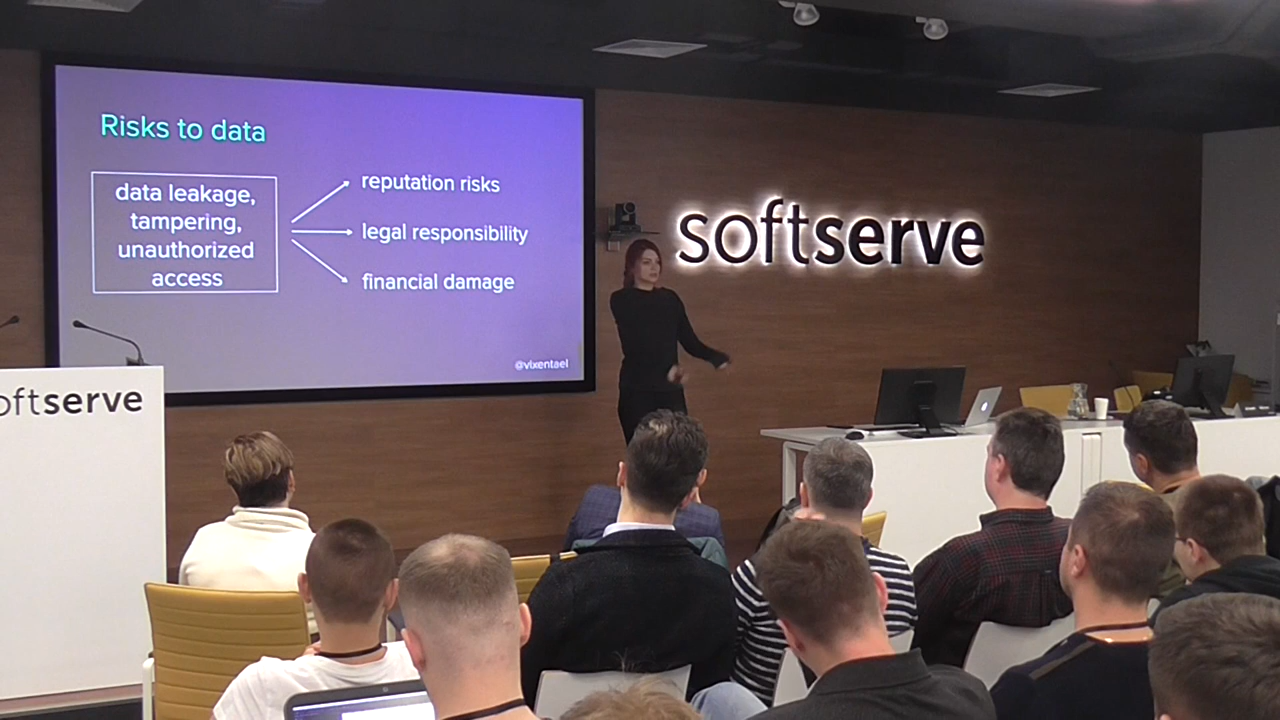 Risks to data
data leakage,
tampering,
unauthorized
access
reputation risks
legal responsibility
financial damage
@vixentael
softserve
oftserve